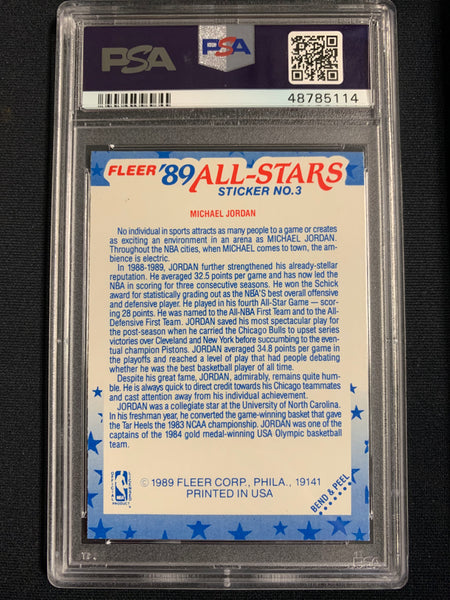 PSA
PSA
48785114
FLEER '89 ALL-STARS
STICKER NO.3
MICHAEL JORDAN
No individual in sports attracts as many people to a game or creates
as exciting an environment in an arena as MICHAEL JORDAN.
Throughout the NBA cities, when MICHAEL comes to town, the am-
bience is electric.
In 1988-1989, JORDAN further strengthened his already-stellar
reputation. He averaged 32.5 points per game and has now led the
NBA in scoring for three consecutive seasons. He won the Schick
award for statistically grading out as the NBA's best overall offensive
and defensive player. He played in his fourth All-Star Game — scor-
ing 28 points. He was named to the All-NBA First Team and to the All-
Defensive First Team. JORDAN saved his most spectacular play for
the post-season when he carried the Chicago Bulls to upset series
victories over Cleveland and New York before succumbing to the even-
tual champion Pistons. JORDAN averaged 34.8 points per game in
the playoffs and reached a level of play that had people debating
whether he was the best basketball player of all time.
Despite his great fame, JORDAN, admirably, remains quite hum-
ble. He is always quick to direct credit towards his Chicago teammates
and cast attention away from his individual achievement.
JORDAN was a collegiate star at the University of North Carolina.
In his freshman year, he converted the game-winning basket that gave
the Tar Heels the 1983 NCAA championship. JORDAN was one of the
captains of the 1984 gold medal-winning USA Olympic basketball
team.
© 1989 FLEER CORP., PHILA., 19141
PRINTED IN USA
BEND & PEEL
NBA
PSA